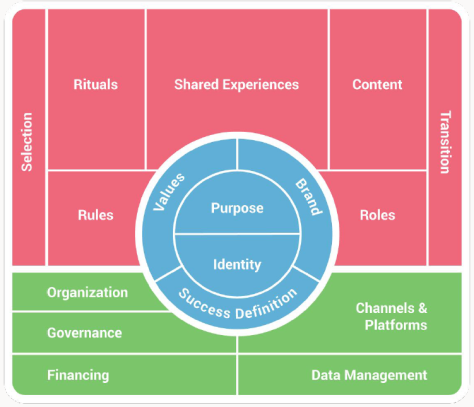 Selection
Rituals
Shared Experiences
Content
Transition
Rules
Values
Brand
Roles
Purpose
Identity
Success Definition
Organization
Governance
Financing
Channels &
Platforms
Data Management